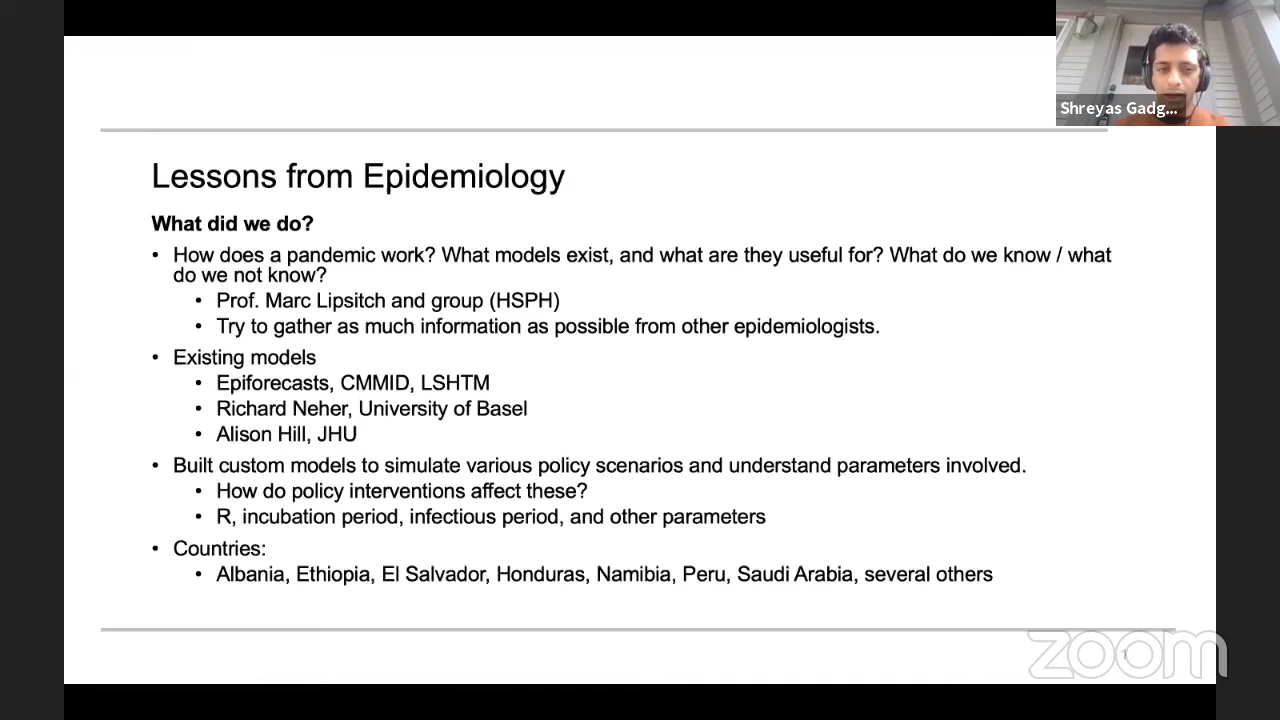 Shreyas Gadg...
Lessons from Epidemiology
What did we do?
• How does a pandemic work? What models exist, and what are they useful for? What do we know / what
do we not know?
• Prof. Marc Lipsitch and group (HSPH)
• Try to gather as much information as possible from other epidemiologists.
• Existing models
• Epiforecasts, CMMID, LSHTM
• Richard Neher, University of Basel
• Alison Hill, JHU
• Built custom models to simulate various policy scenarios and understand parameters involved.
• How do policy interventions affect these?
• R, incubation period, infectious period, and other parameters
• Countries:
• Albania, Ethiopia, El Salvador, Honduras, Namibia, Peru, Saudi Arabia, several others
zoom
1